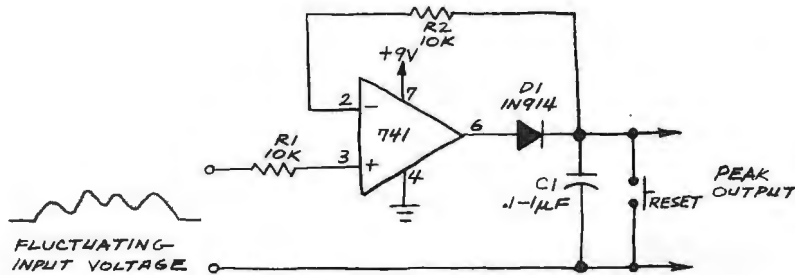 R2
10K
+9V
2
-
7
D1
1N914
741
6
R1
10K
3
+
4
C1
.1-1µF
RESET
PEAK
OUTPUT
FLUCTUATING
INPUT VOLTAGE